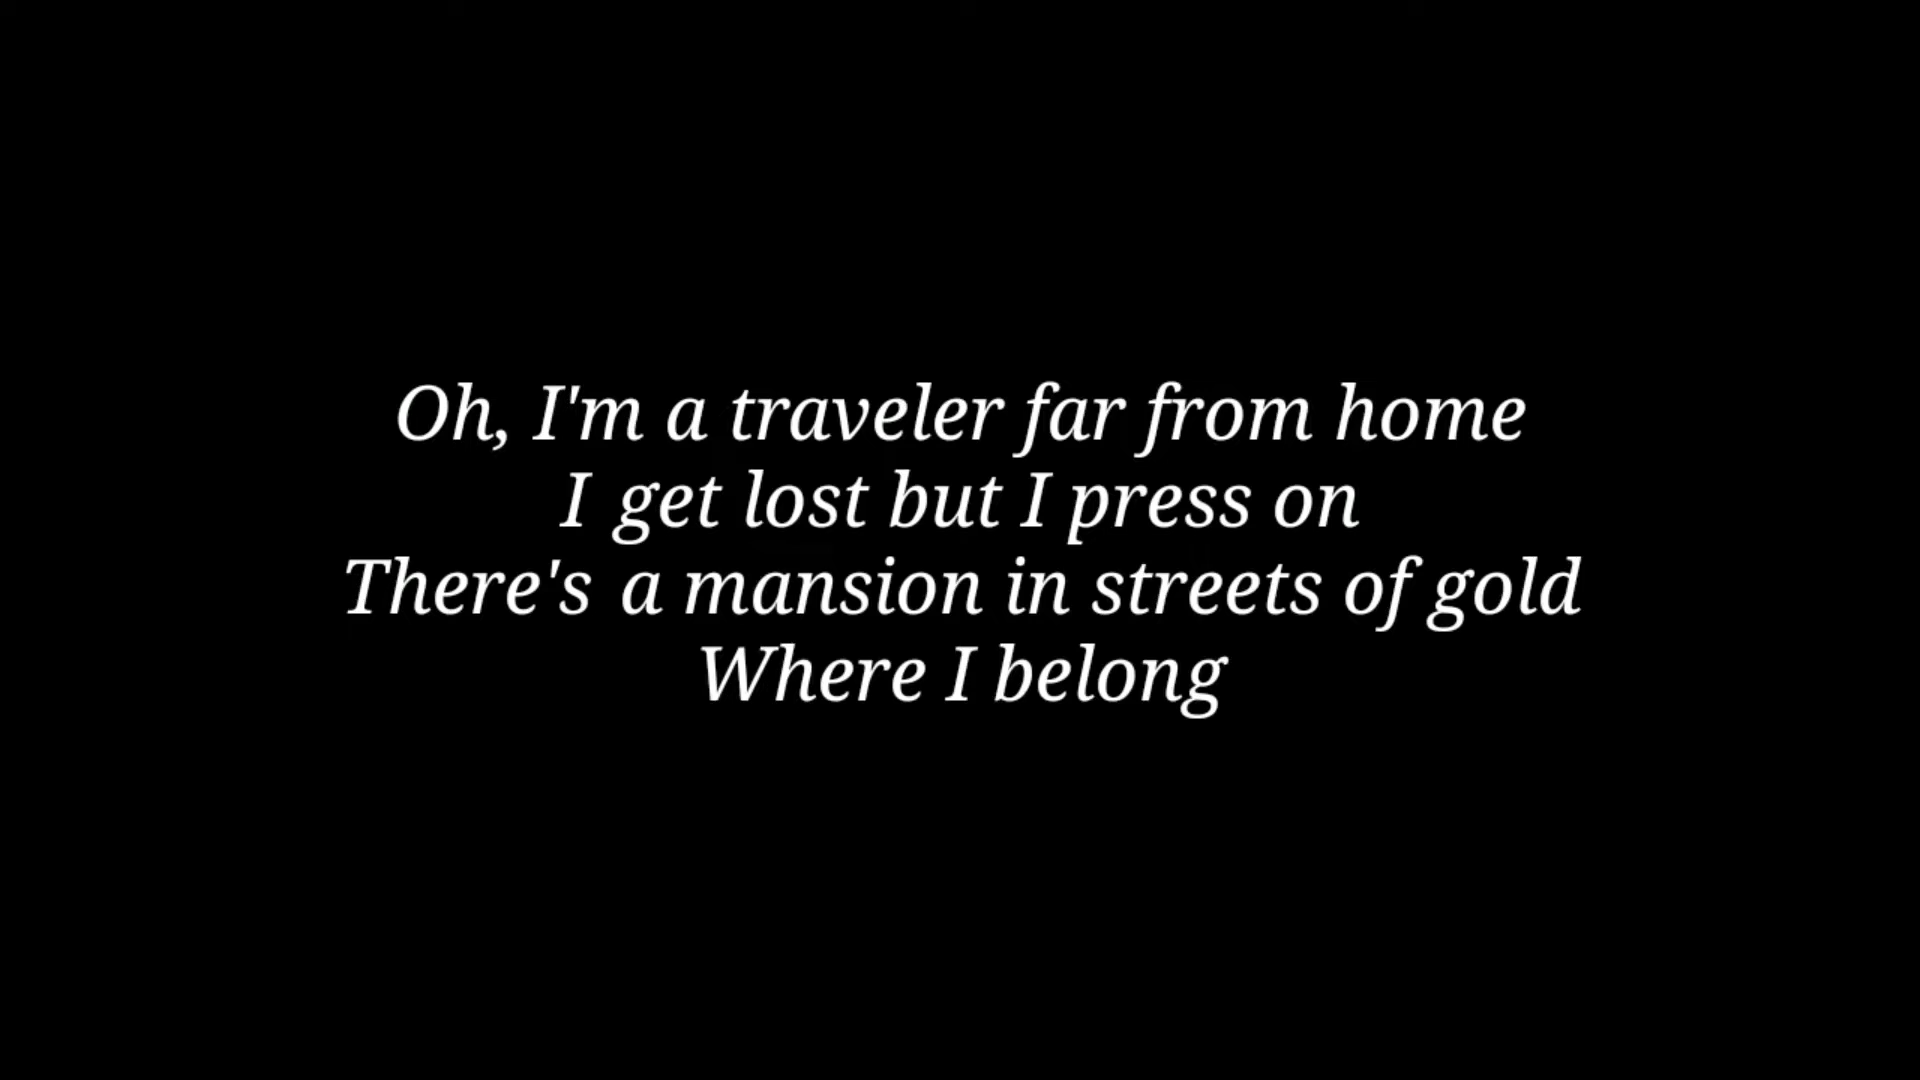 Oh, I'm a traveler far from home
I get lost but I press on
There's a mansion in streets of gold
Where I belong